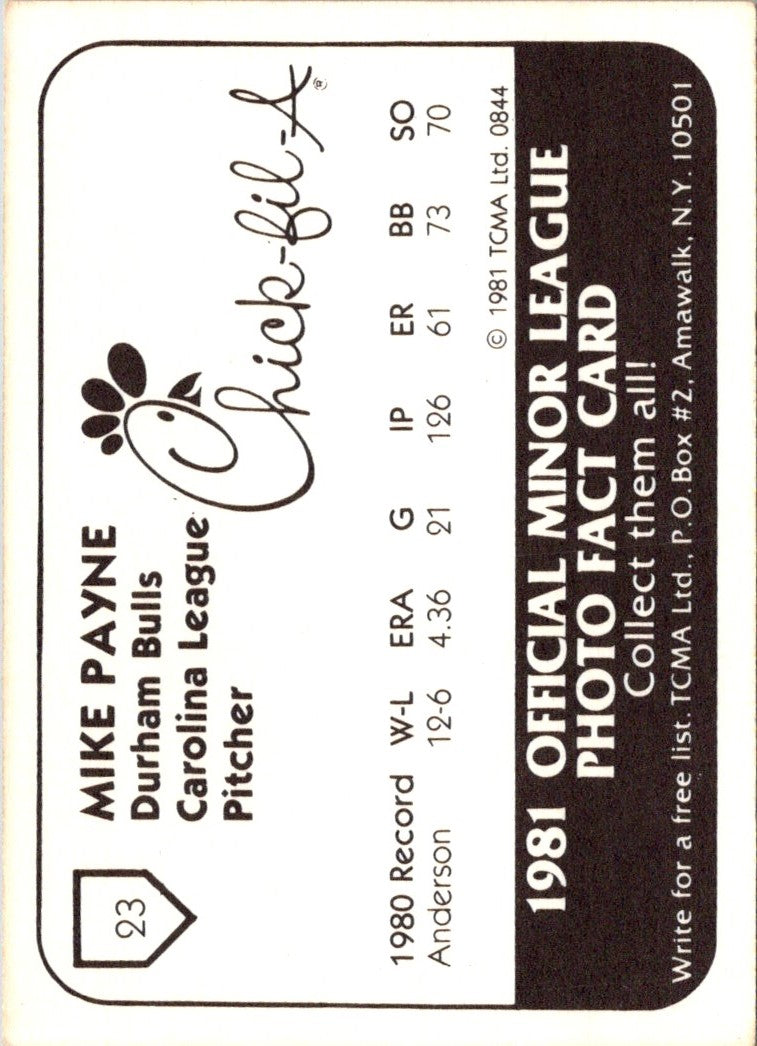 23
MIKE PAYNE
Durham Bulls
Carolina League
Pitcher
Chick-fil-A®
1980 Record W-L ERA G IP ER BB SO
Anderson 12-6 4.36 21 126 61 73 70
© 1981 TCMA Ltd. 0844
1981 OFFICIAL MINOR LEAGUE
PHOTO FACT CARD
Collect them all!
Write for a free list. TCMA Ltd., P.O. Box #2, Amawalk, N.Y. 10501